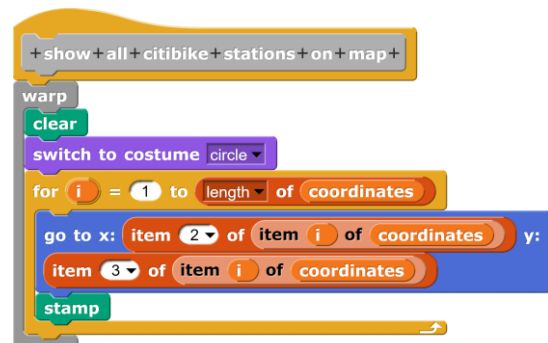 +show+all+citibike+stations+on+map+
warp
clear
switch to costume circle
for i = 1 to length of coordinates
go to x: item 2 of item i of coordinates y:
item 3 of item i of coordinates
stamp